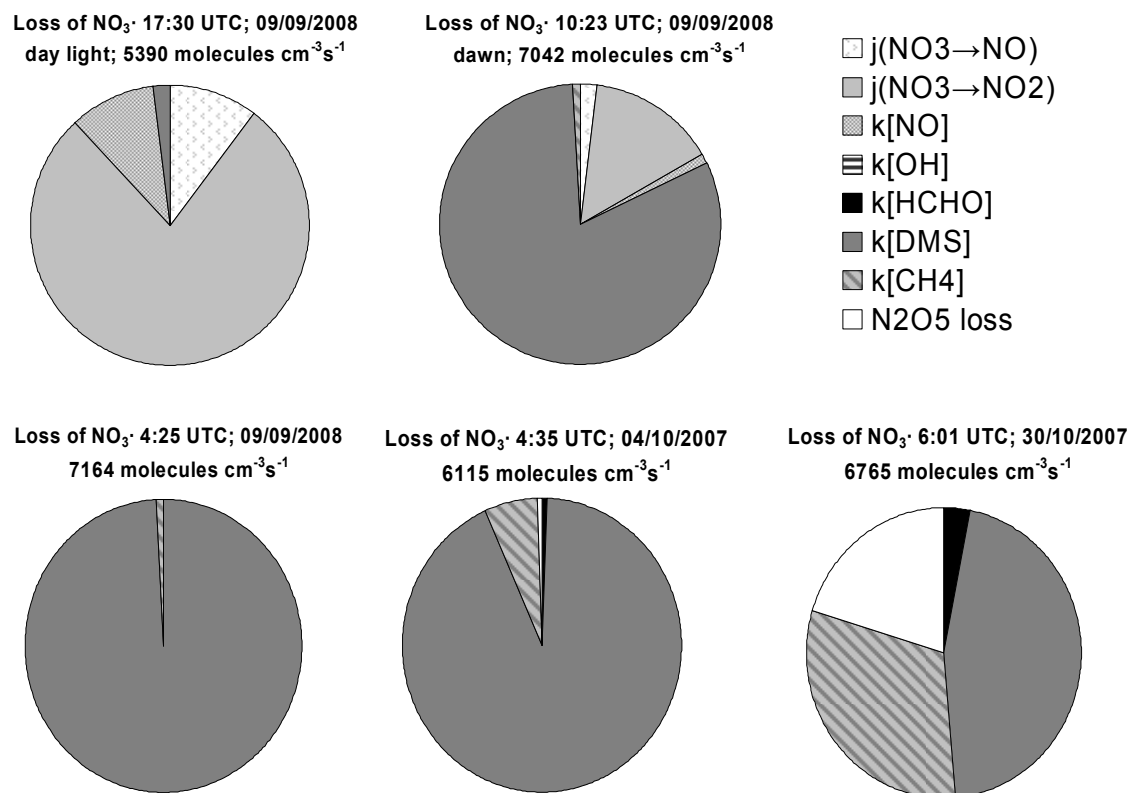 Loss of NO₃· 17:30 UTC; 09/09/2008
day light; 5390 molecules cm⁻³s⁻¹
Loss of NO₃· 10:23 UTC; 09/09/2008
dawn; 7042 molecules cm⁻³s⁻¹
j(NO3→NO)
j(NO3→NO2)
k[NO]
k[OH]
k[HCHO]
k[DMS]
k[CH4]
N2O5 loss
Loss of NO₃· 4:25 UTC; 09/09/2008
7164 molecules cm⁻³s⁻¹
Loss of NO₃· 4:35 UTC; 04/10/2007
6115 molecules cm⁻³s⁻¹
Loss of NO₃· 6:01 UTC; 30/10/2007
6765 molecules cm⁻³s⁻¹